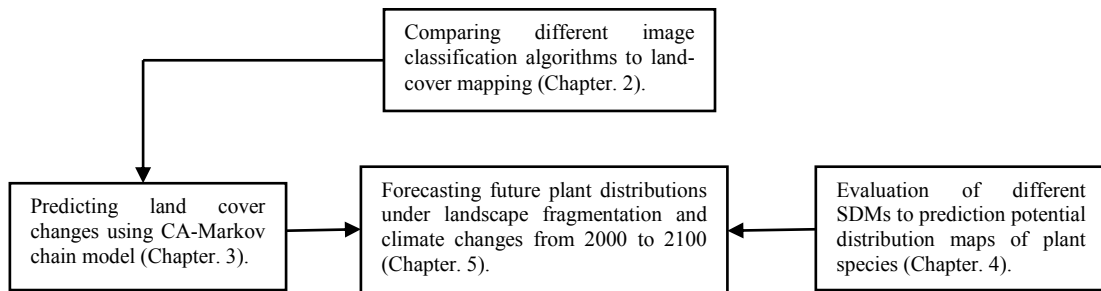 Comparing different image
classification algorithms to land-
cover mapping (Chapter. 2).
Predicting land cover
changes using CA-Markov
chain model (Chapter. 3).
Forecasting future plant distributions
under landscape fragmentation and
climate changes from 2000 to 2100
(Chapter. 5).
Evaluation of different
SDMs to prediction potential
distribution maps of plant
species (Chapter. 4).